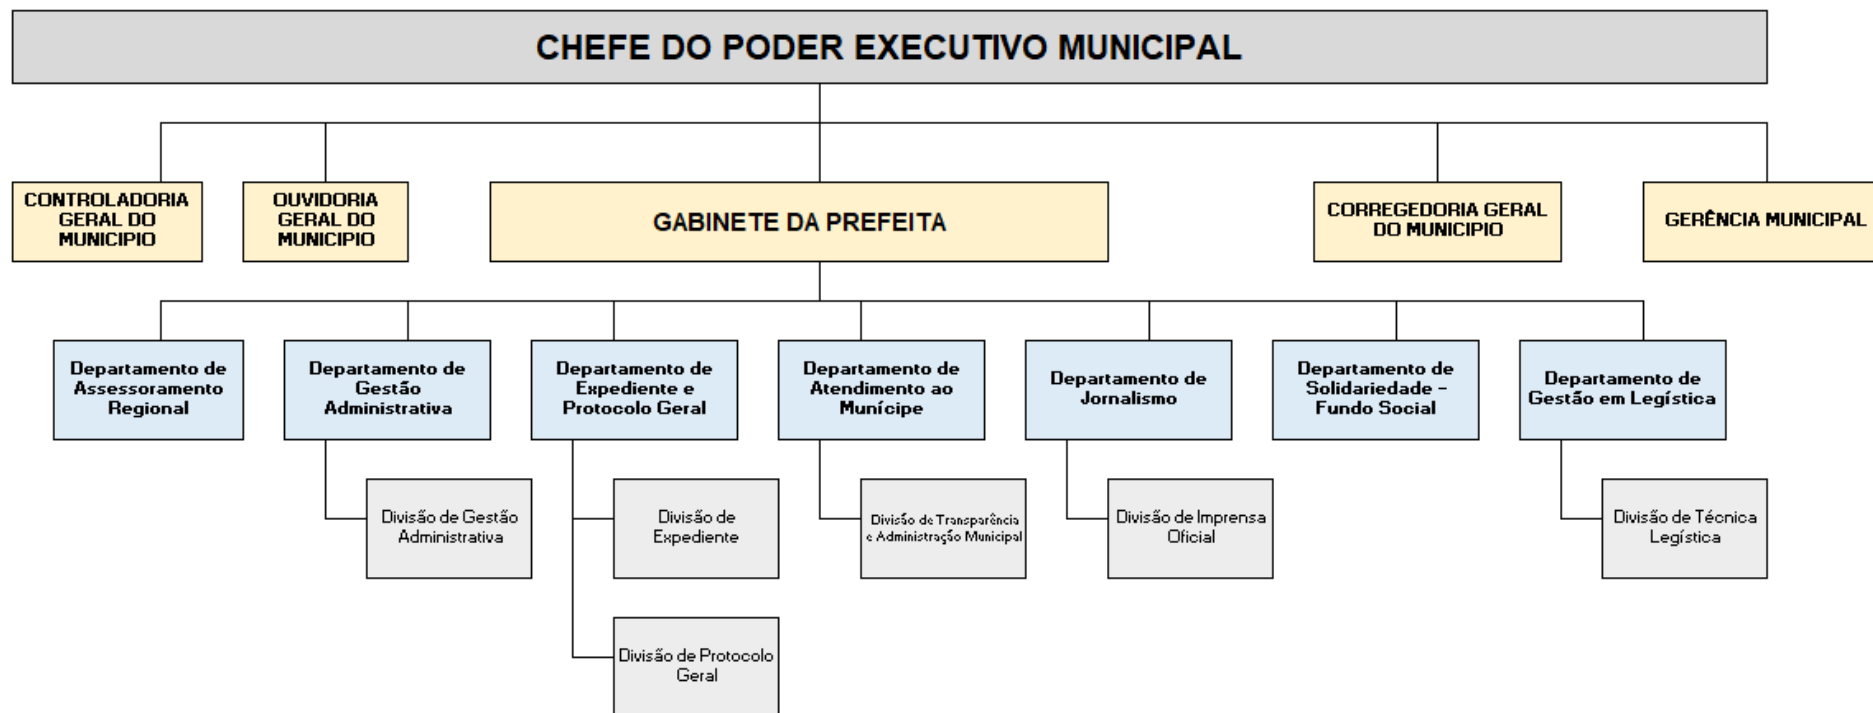 CHEFE DO PODER EXECUTIVO MUNICIPAL
CONTROLADORIA
GERAL DO
MUNICIPIO
OUVIDORIA
GERAL DO
MUNICIPIO
GABINETE DA PREFEITA
CORREGEDORIA GERAL
DO MUNICIPIO
GERÊNCIA MUNICIPAL
Departamento de
Assessoramento
Regional
Departamento de
Gestão
Administrativa
Departamento de
Expediente e
Protocolo Geral
Departamento de
Atendimento ao
Munícipe
Departamento de
Jornalismo
Departamento de
Solidariedade -
Fundo Social
Departamento de
Gestão em Legística
Divisão de Gestão
Administrativa
Divisão de
Expediente
Divisão de Transparência
e Administração Municipal
Divisão de Imprensa
Oficial
Divisão de Técnica
Legística
Divisão de Protocolo
Geral